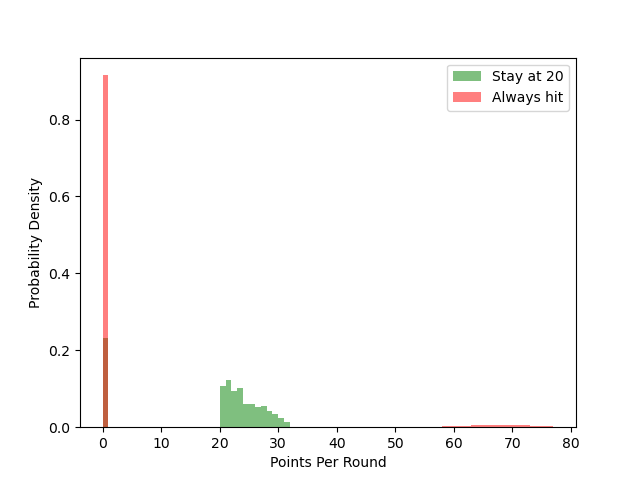 Stay at 20
Always hit
Probability Density
0.8
0.6
0.4
0.2
0.0
0 10 20 30 40 50 60 70 80
Points Per Round